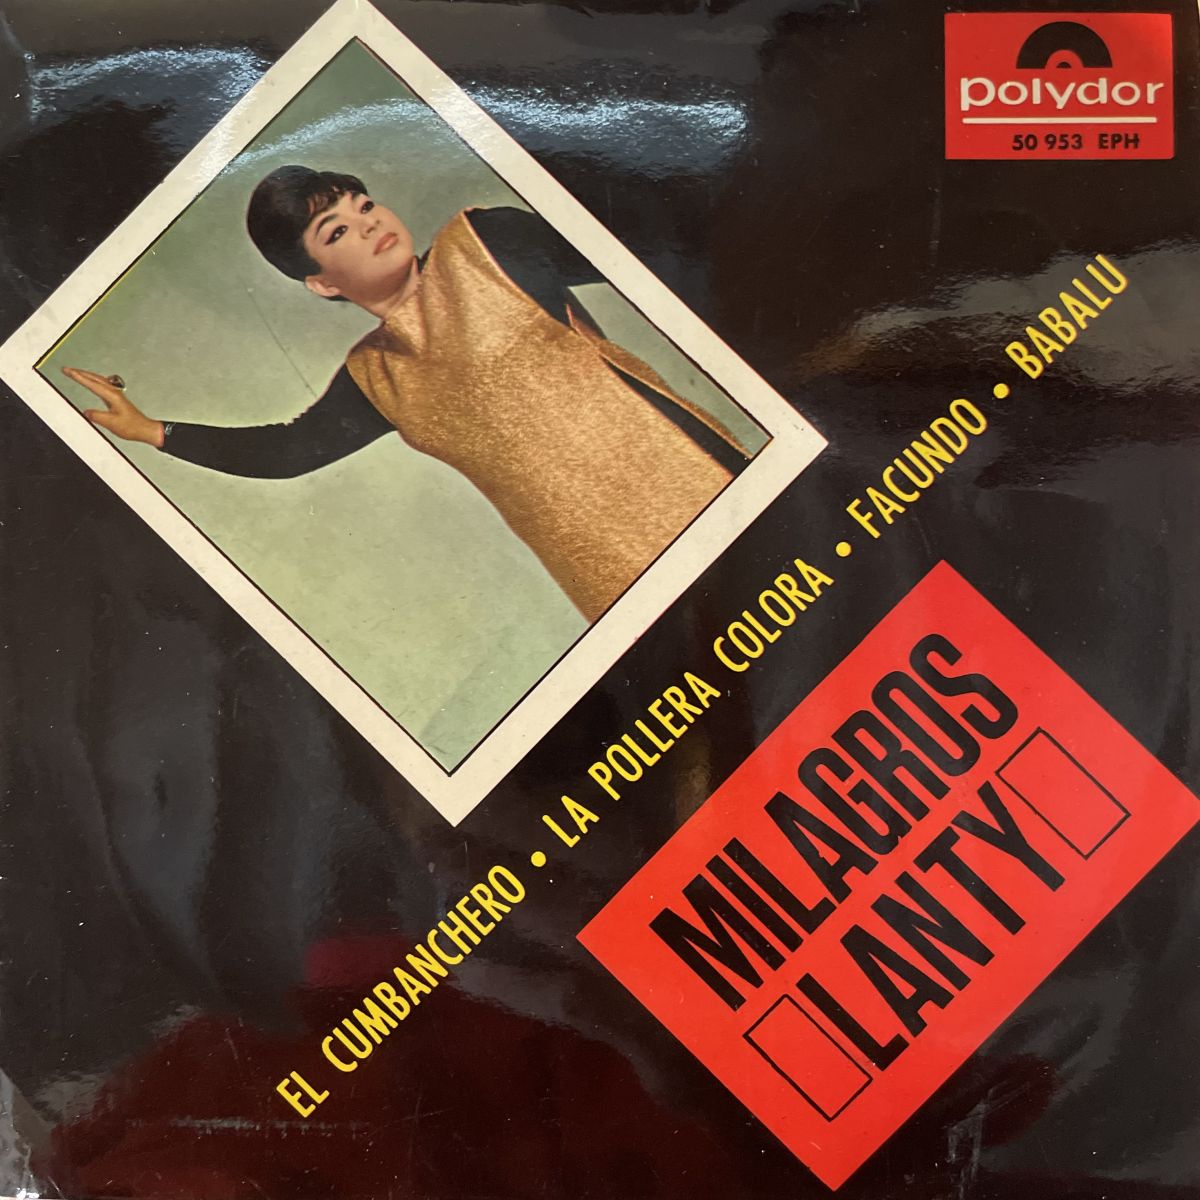 polydor
50 953 EPH
EL CUMBANCHERO • LA POLLERA COLORA • FACUNDO • BABALU
MILAGROS
LANTY